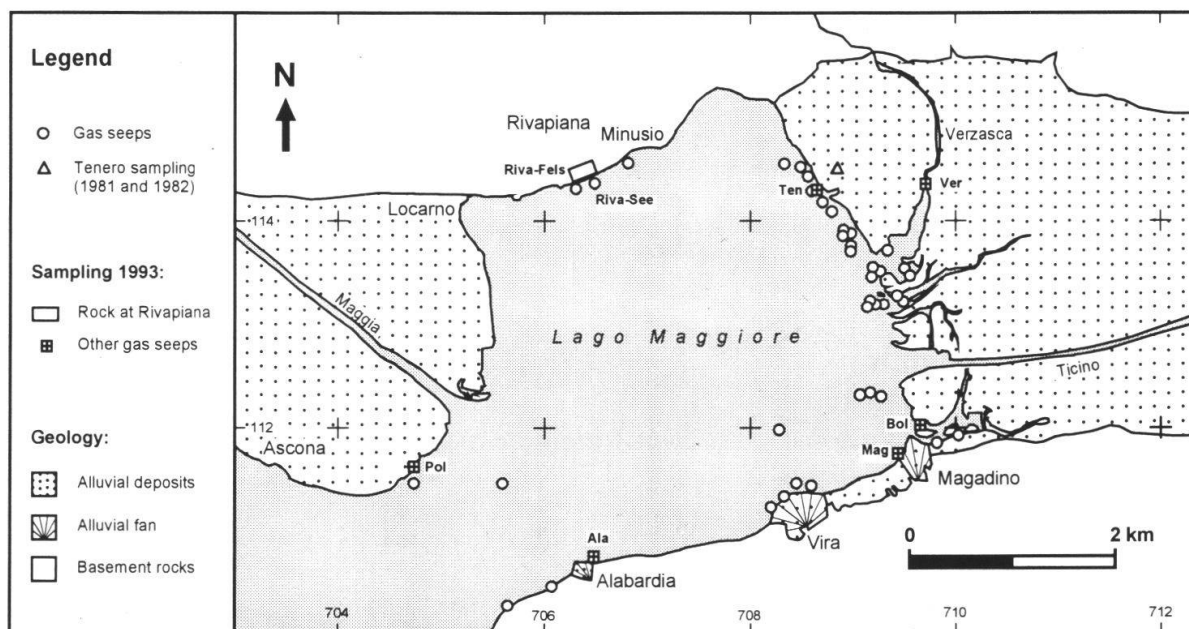 Legend
Gas seeps
Tenero sampling
(1981 and 1982)
Sampling 1993:
Rock at Rivapiana
Other gas seeps
Geology:
Alluvial deposits
Alluvial fan
Basement rocks
N
Rivapiana
Minusio
Riva-Fels
Riva-See
Locarno
114
Maggia
Lago Maggiore
Verzasca
Ten
Ver
Ticino
112
Ascona
Pol
Bol
Mag
Magadino
Vira
Ala
Alabardia
0 2 km
704 706 708 710 712